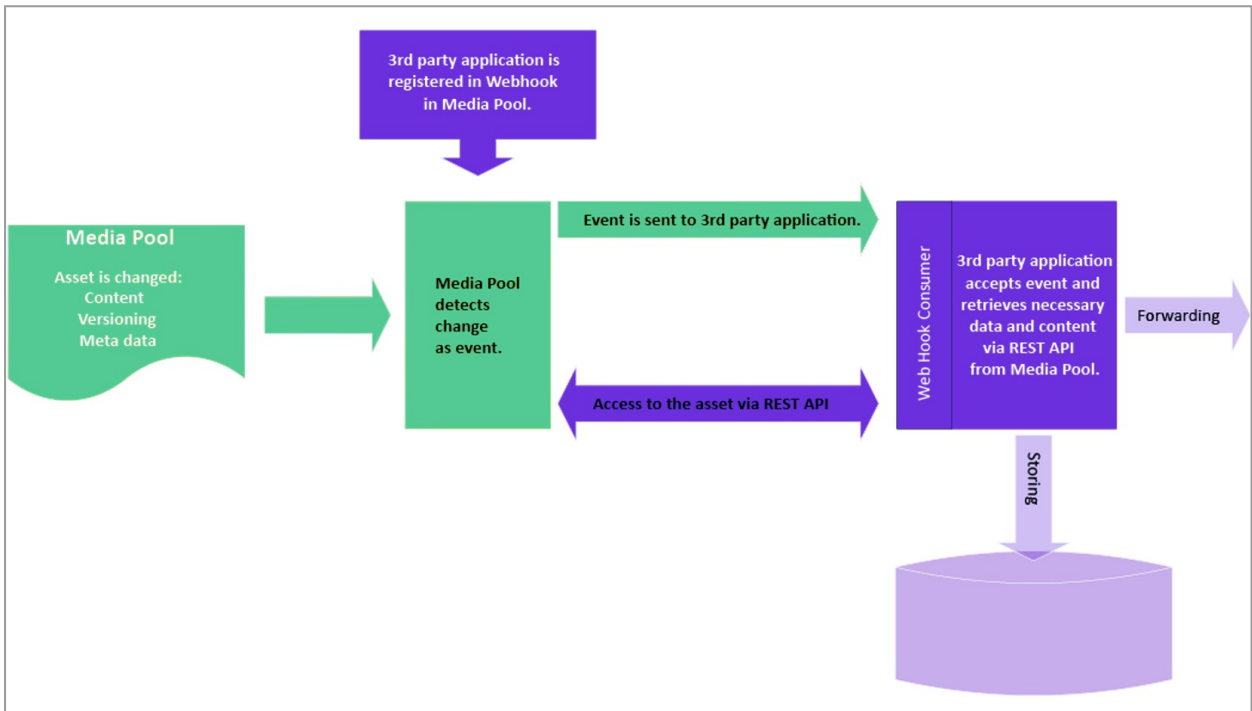 3rd party application is
registered in Webhook
in Media Pool.
Media Pool
Asset is changed:
Content
Versioning
Meta data
Media Pool
detects
change
as event.
Event is sent to 3rd party application.
Access to the asset via REST API
Web Hook Consumer
3rd party application
accepts event and
retrieves necessary
data and content
via REST API
from Media Pool.
Forwarding
Storing